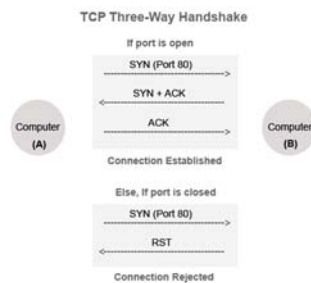 TCP Three-Way Handshake
If port is open
SYN (Port 80)
SYN + ACK
ACK
Computer
(A)
Computer
(B)
Connection Established
Else, If port is closed
SYN (Port 80)
RST
Connection Rejected